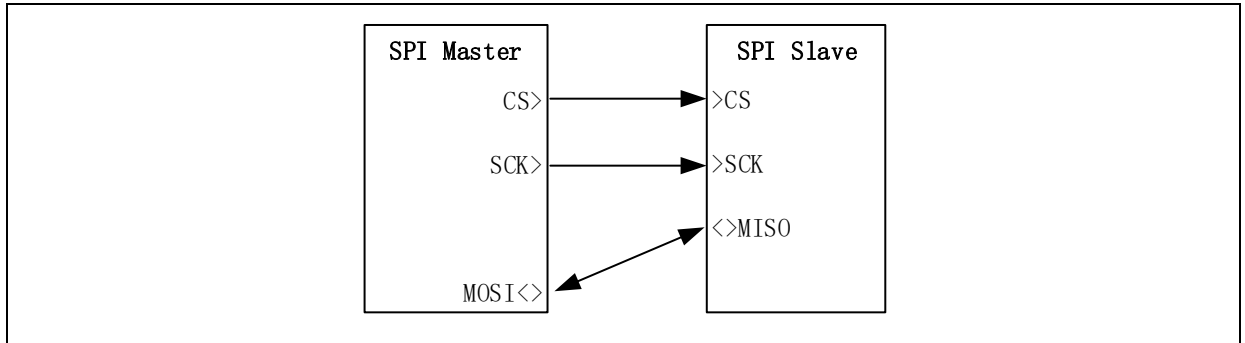 SPI Master
CS>
SCK>
MOSI<>
SPI Slave
>CS
>SCK
<>MISO